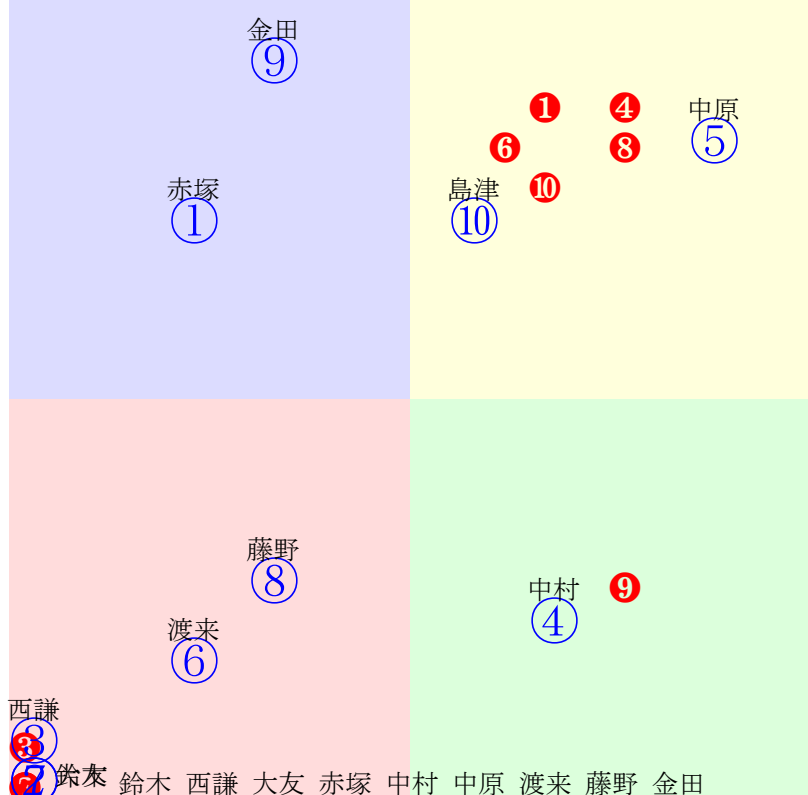 金田
⑨
❶ ❹ 中原
❻ ❽ ⑤
赤塚 島津
❿
① ⑩
藤野
⑧
中村 ❾
④
渡来
⑥
西謙
③
❸
鈴木 西謙 大友 赤塚 中村 中原 渡来 藤野 金田